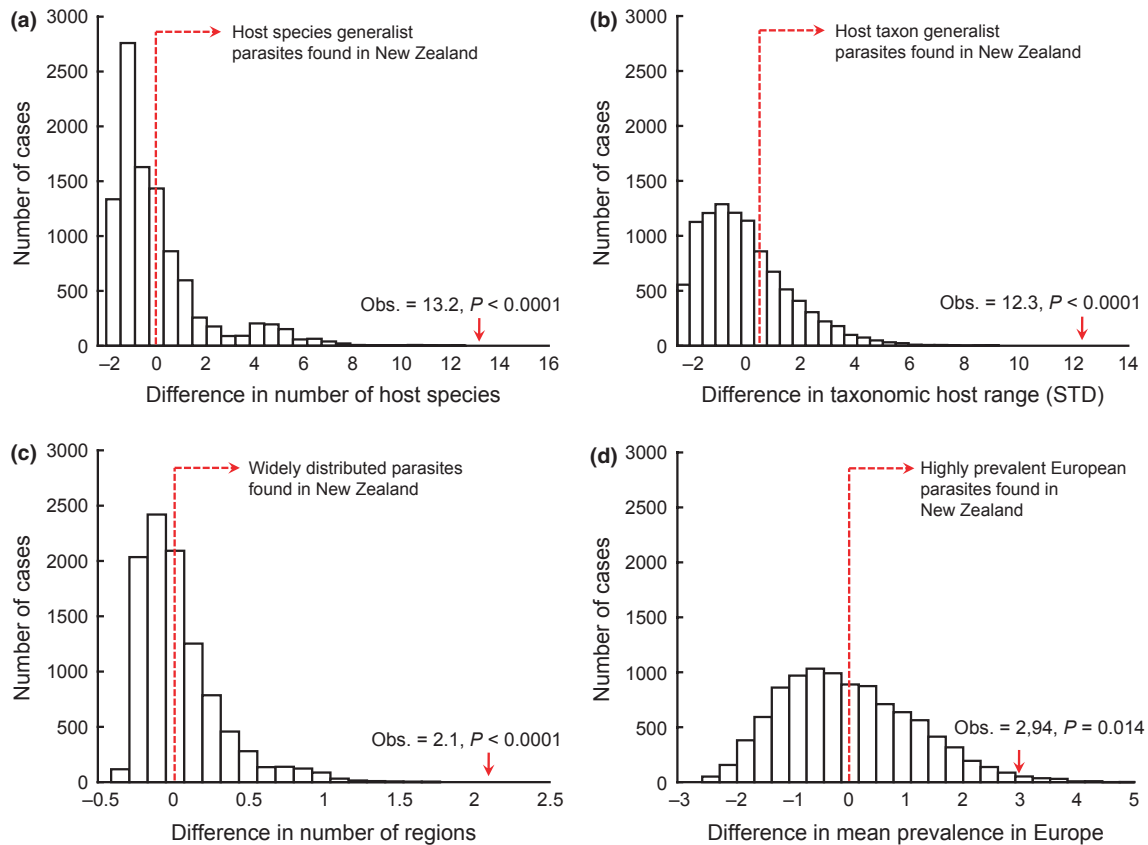 (a)
Host species generalist
parasites found in New Zealand
3000
2500
2000
1500
1000
500
0
Number of cases
Obs. = 13.2, P < 0.0001
–2 0 2 4 6 8 10 12 14 16
Difference in number of host species
(b)
Host taxon generalist
parasites found in New Zealand
3000
2500
2000
1500
1000
500
0
Number of cases
Obs. = 12.3, P < 0.0001
–2 0 2 4 6 8 10 12 14
Difference in taxonomic host range (STD)
(c)
Widely distributed parasites
found in New Zealand
3000
2500
2000
1500
1000
500
0
Number of cases
Obs. = 2.1, P < 0.0001
–0.5 0 0.5 1 1.5 2 2.5
Difference in number of regions
(d)
Highly prevalent European
parasites found in
New Zealand
3000
2500
2000
1500
1000
500
0
Number of cases
Obs. = 2,94, P = 0.014
–3 –2 –1 0 1 2 3 4 5
Difference in mean prevalence in Europe